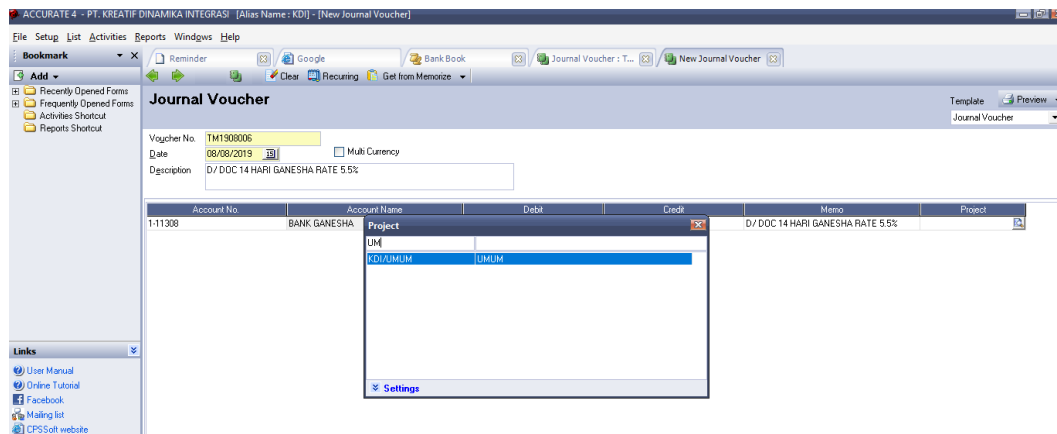 ACCURATE 4 - PT. KREATIF DINAMIKA INTEGRASI [Alias Name : KDI] - [New Journal Voucher]
File Setup List Activities Reports Windows Help
Bookmark
Reminder Google Bank Book Journal Voucher : T... New Journal Voucher
Add Clear Recurring Get from Memorize
Recently Opened Forms
Frequently Opened Forms
Activities Shortcut
Reports Shortcut
Journal Voucher
Template Preview
Journal Voucher
Voucher No. TM1908006
Date 08/08/2019 15 Multi Currency
Description D/ DOC 14 HARI GANESHA RATE 5.5%
Account No. Account Name Debit Credit Memo Project
1-11308 BANK GANESHA D/ DOC 14 HARI GANESHA RATE 5.5%
Project
UM
KDI/UMUM UMUM
Settings
Links
User Manual
Online Tutorial
Facebook
Mailing list
CPSSoft website